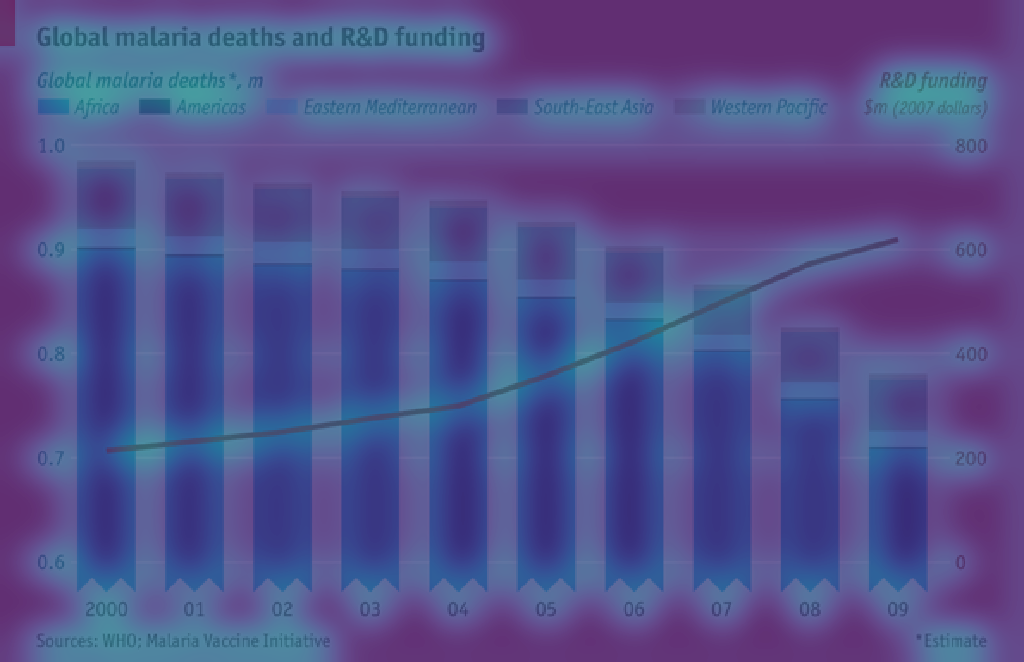 Global malaria deaths and R&D funding
Global malaria deaths*, m
R&D funding
Africa Americas Eastern Mediterranean South-East Asia Western Pacific $m (2007 dollars)
1.0 800
0.9 600
0.8 400
0.7 200
0.6 0
2000 01 02 03 04 05 06 07 08 09
Sources: WHO; Malaria Vaccine Initiative *Estimate